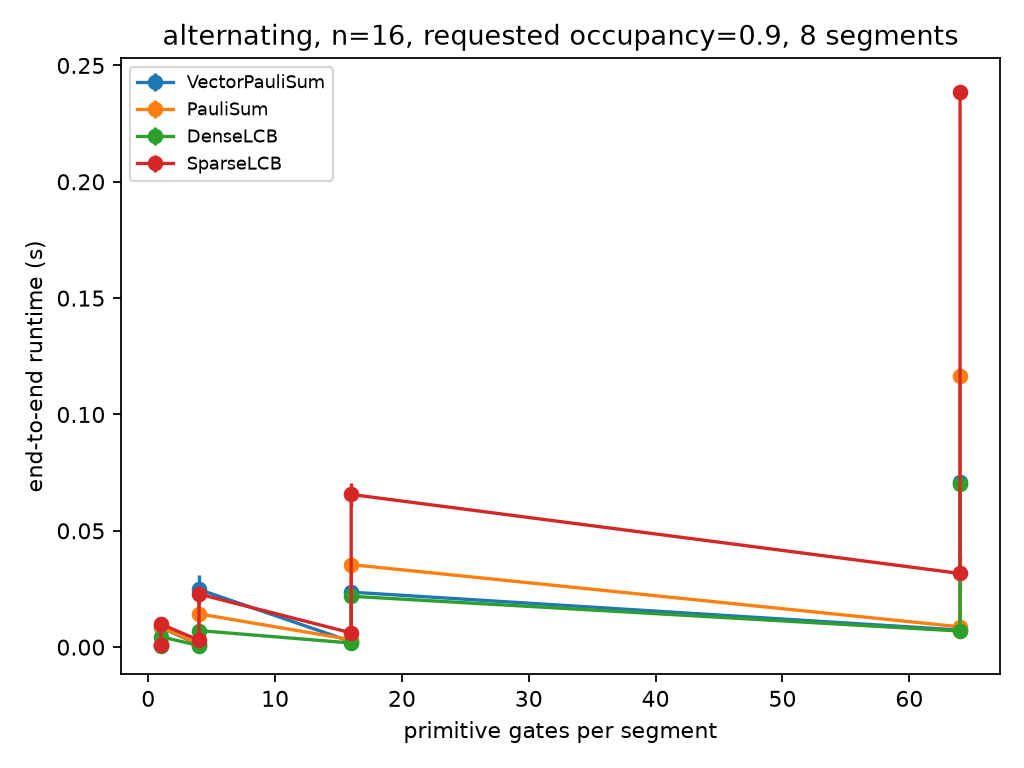 alternating, n=16, requested occupancy=0.9, 8 segments
VectorPauliSum
PauliSum
DenseLCB
SparseLCB
end-to-end runtime (s)
0.25
0.20
0.15
0.10
0.05
0.00
0 10 20 30 40 50 60
primitive gates per segment